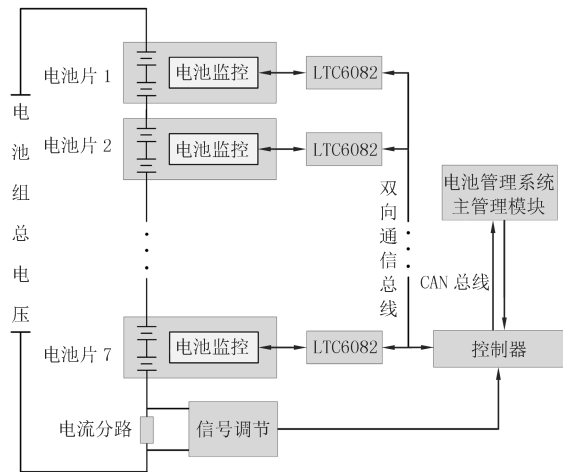 电池片 1
电池监控
LTC6082
电池片 2
电池监控
LTC6082
电池组总电压
双向通信总线
电池管理系统
主管理模块
CAN 总线
电池片 7
电池监控
LTC6082
控制器
电流分路
信号调节